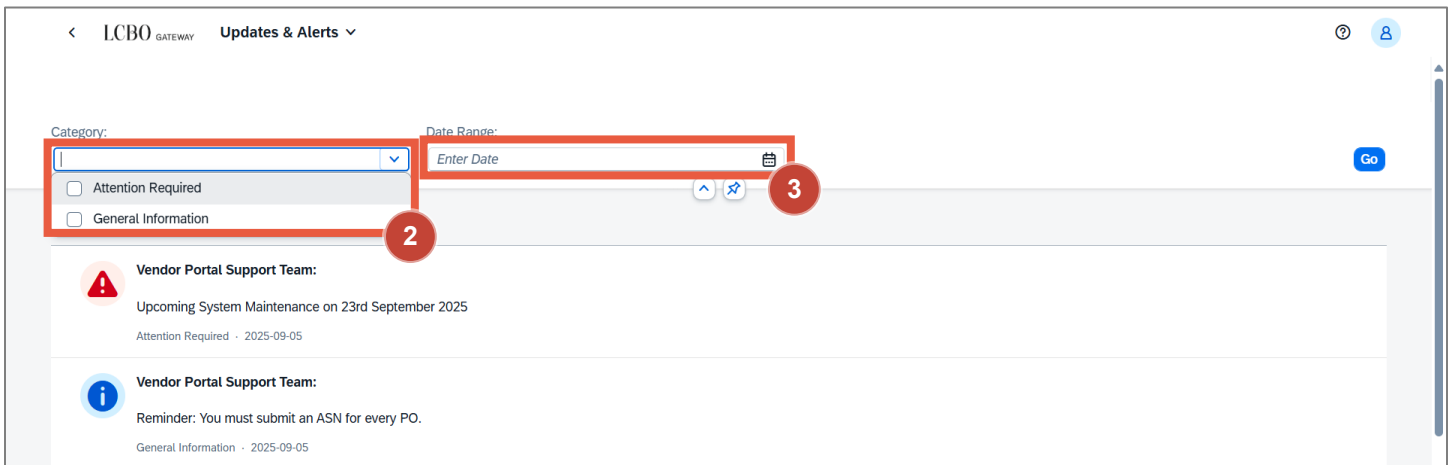 LCBO GATEWAY Updates & Alerts
Category:
Date Range:
Enter Date
Go
Attention Required
General Information
3
2
Vendor Portal Support Team:
Upcoming System Maintenance on 23rd September 2025
Attention Required · 2025-09-05
Vendor Portal Support Team:
Reminder: You must submit an ASN for every PO.
General Information · 2025-09-05